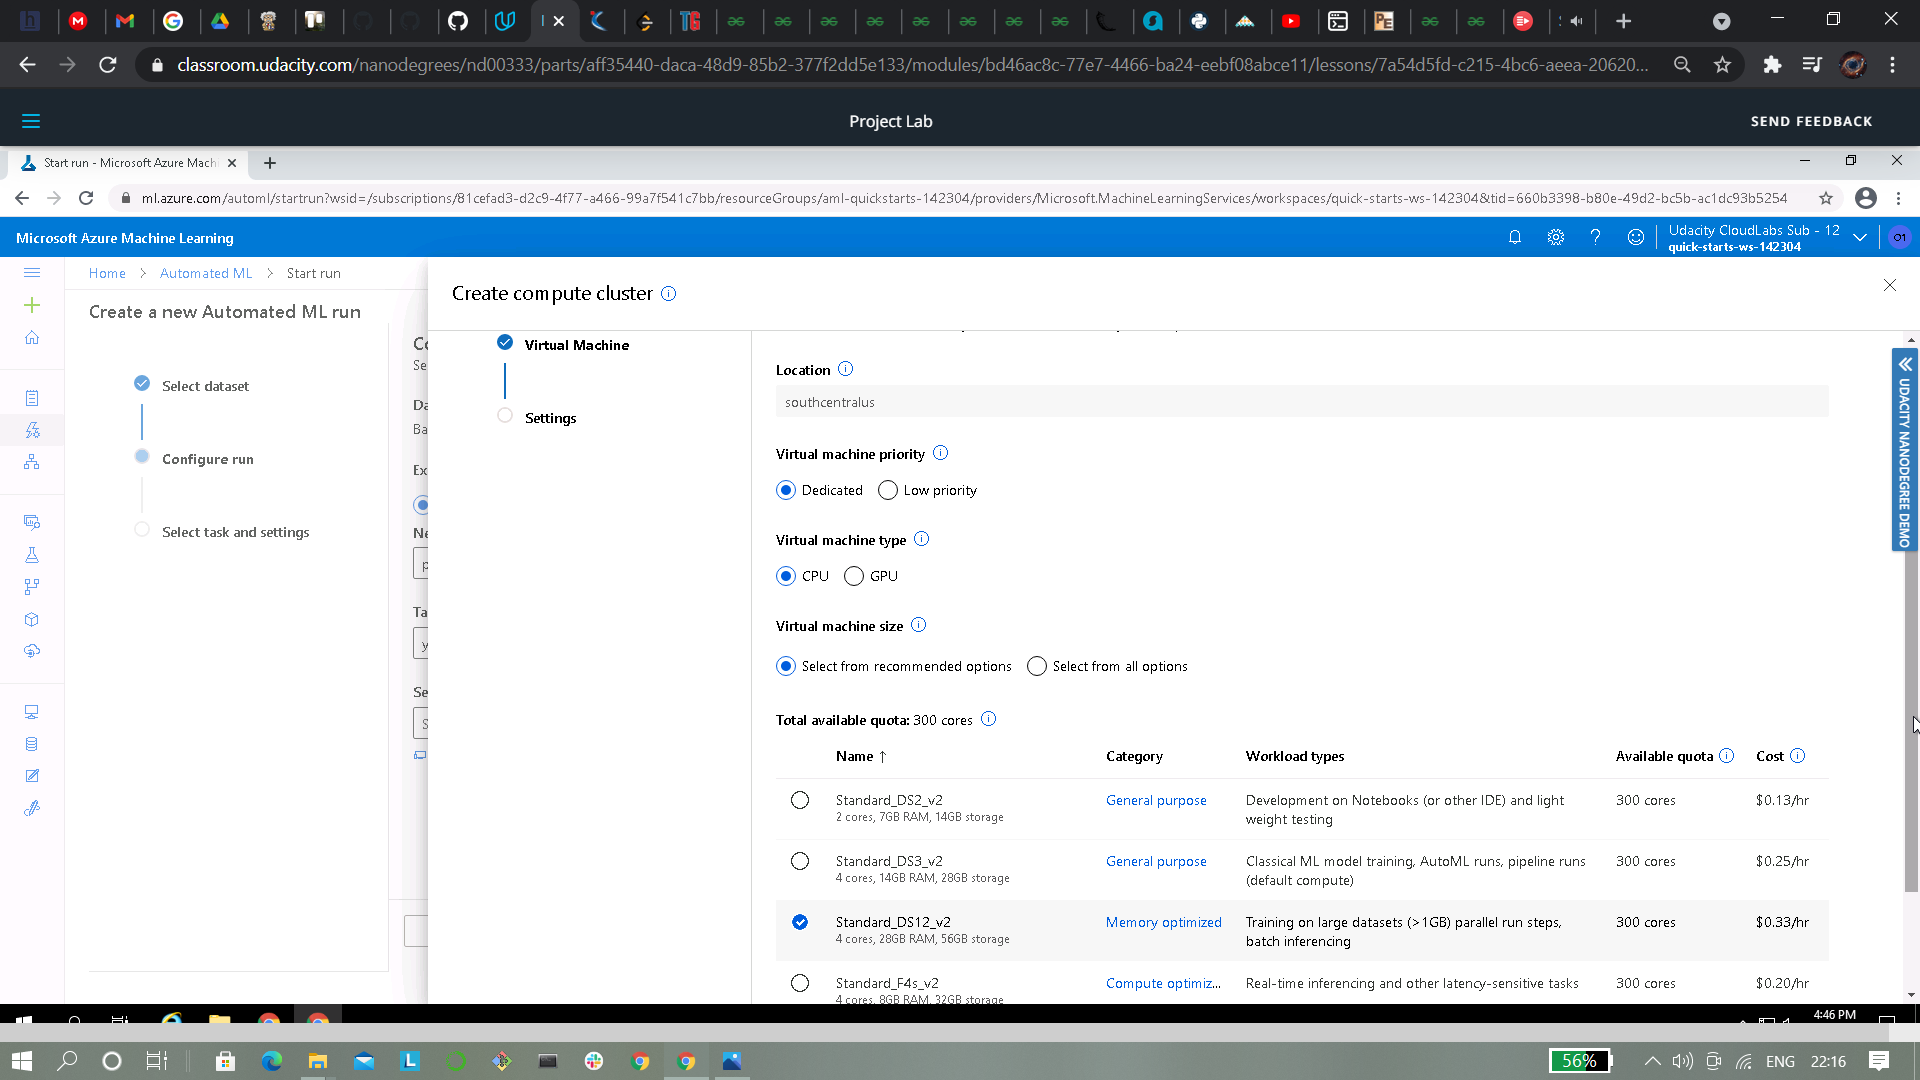 classroom.udacity.com/nanodegrees/nd00333/parts/aff35440-daca-48d9-85b2-377f2dd5e133/modules/bd46ac8c-77e7-4466-ba24-eebf08abce11/lessons/7a54d5fd-c215-4bc6-aeea-20620...
Project Lab
SEND FEEDBACK
Start run - Microsoft Azure Mach
ml.azure.com/automl/startrun?wsid=/subscriptions/81cefad3-d2c9-4f77-a466-99a7f541c7bb/resourceGroups/aml-quickstarts-142304/providers/Microsoft.MachineLearningServices/workspaces/quick-starts-ws-142304&tid=660b3398-b80e-49d2-bc5b-ac1dc93b5254
Microsoft Azure Machine Learning
Udacity CloudLabs Sub - 12
quick-starts-ws-142304
O1
Home > Automated ML > Start run
Create a new Automated ML run
Select dataset
Configure run
Select task and settings
Co
Se
Da
Ba
Ex
Ne
p
Ta
y
Se
S
Create compute cluster
Virtual Machine
Settings
Location
southcentralus
Virtual machine priority
Dedicated Low priority
Virtual machine type
CPU GPU
Virtual machine size
Select from recommended options Select from all options
Total available quota: 300 cores
Name ↑ Category Workload types Available quota Cost
Standard_DS2_v2 General purpose Development on Notebooks (or other IDE) and light 300 cores $0.13/hr
2 cores, 7GB RAM, 14GB storage weight testing
Standard_DS3_v2 General purpose Classical ML model training, AutoML runs, pipeline runs 300 cores $0.25/hr
4 cores, 14GB RAM, 28GB storage (default compute)
Standard_DS12_v2 Memory optimized Training on large datasets (>1GB) parallel run steps, 300 cores $0.33/hr
4 cores, 28GB RAM, 56GB storage batch inferencing
Standard_F4s_v2 Compute optimiz... Real-time inferencing and other latency-sensitive tasks 300 cores $0.20/hr
4 cores, 8GB RAM, 32GB storage
UDACITY NANODEGREE DEMO
4:46 PM
56%
ENG
22:16